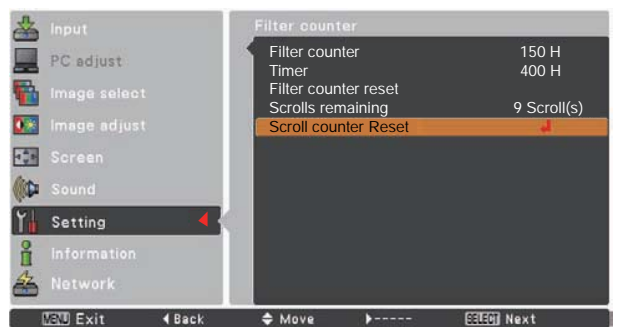 Input
PC adjust
Image select
Image adjust
Screen
Sound
Setting
Information
Network
Filter counter
Filter counter 150 H
Timer 400 H
Filter counter reset
Scrolls remaining 9 Scroll(s)
Scroll counter Reset
MENU Exit Back Move ----- SELECT Next